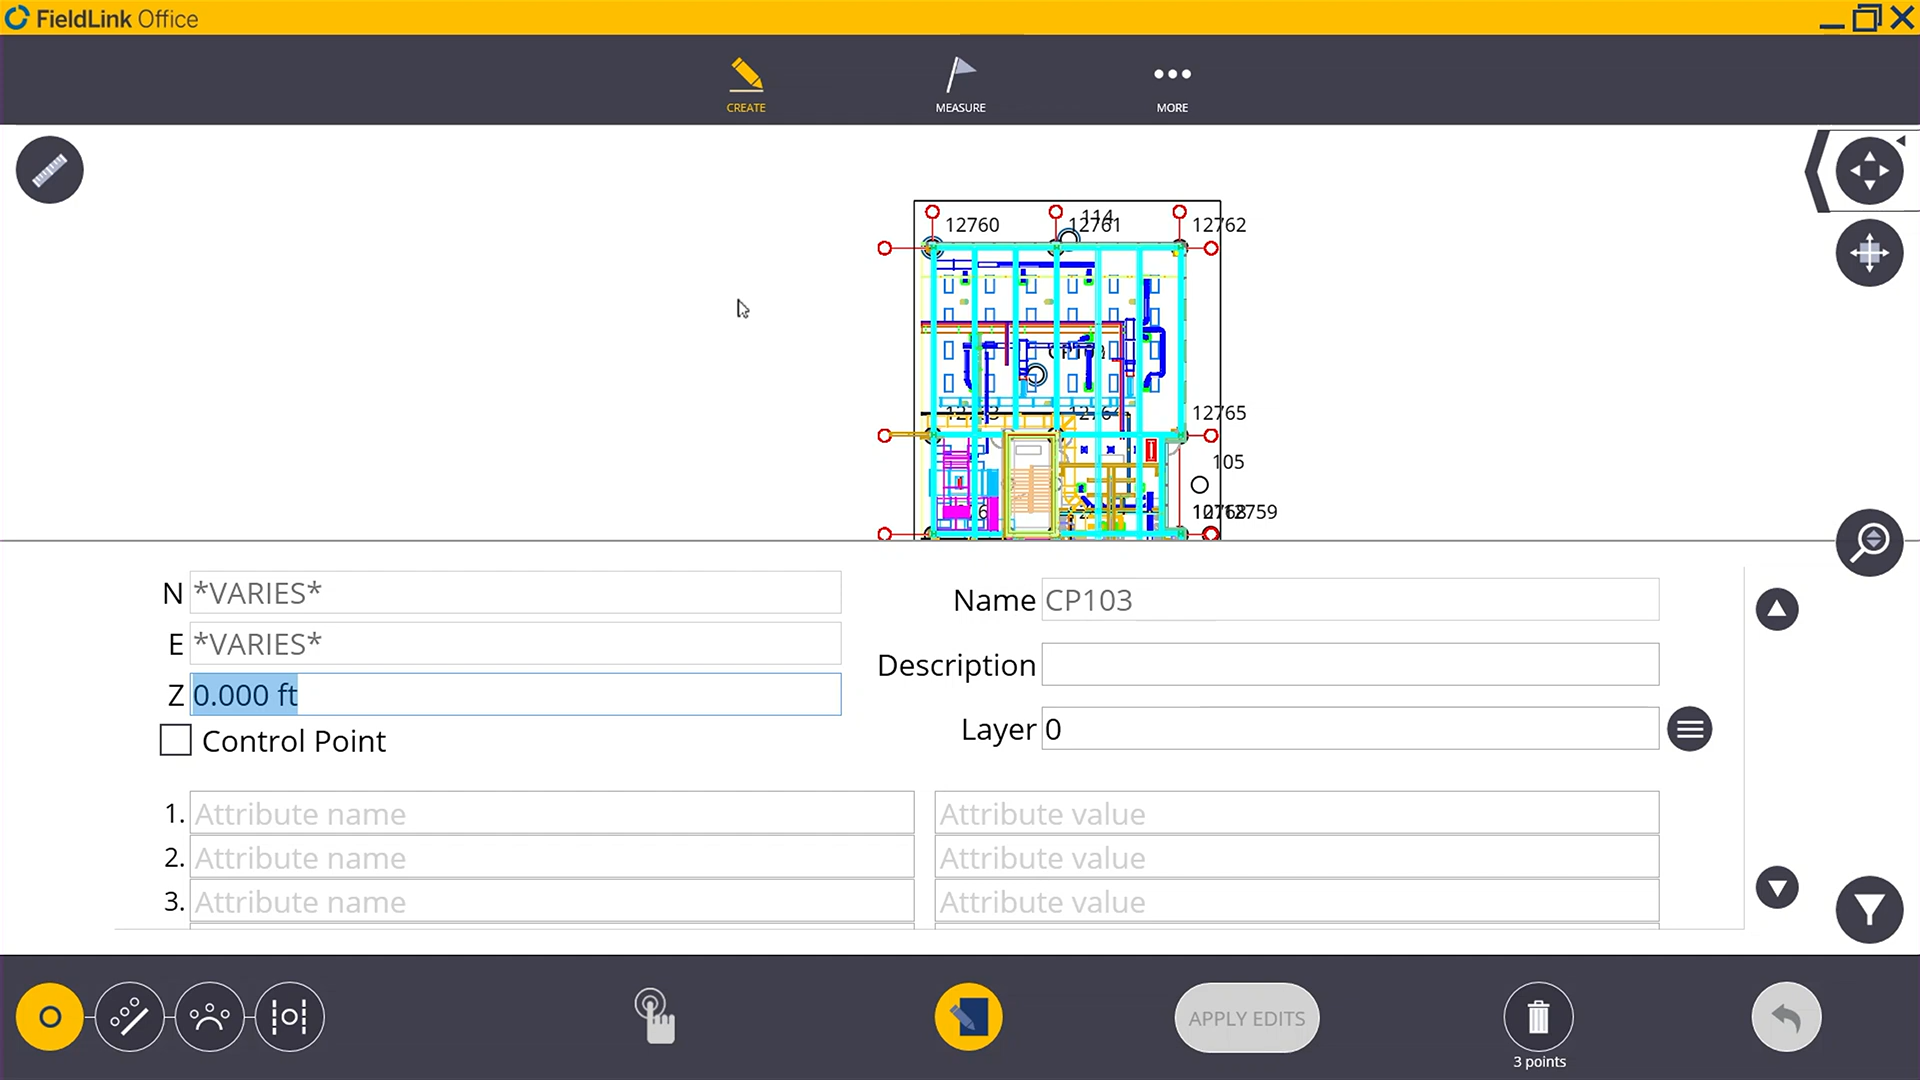 FieldLink Office
CREATE
MEASURE
MORE
12760
114
12761
12762
12765
105
N *VARIES*
E *VARIES*
Z 0.000 ft
Control Point
Name CP103
Description
Layer 0
1. Attribute name Attribute value
2. Attribute name Attribute value
3. Attribute name Attribute value
APPLY EDITS
3 points